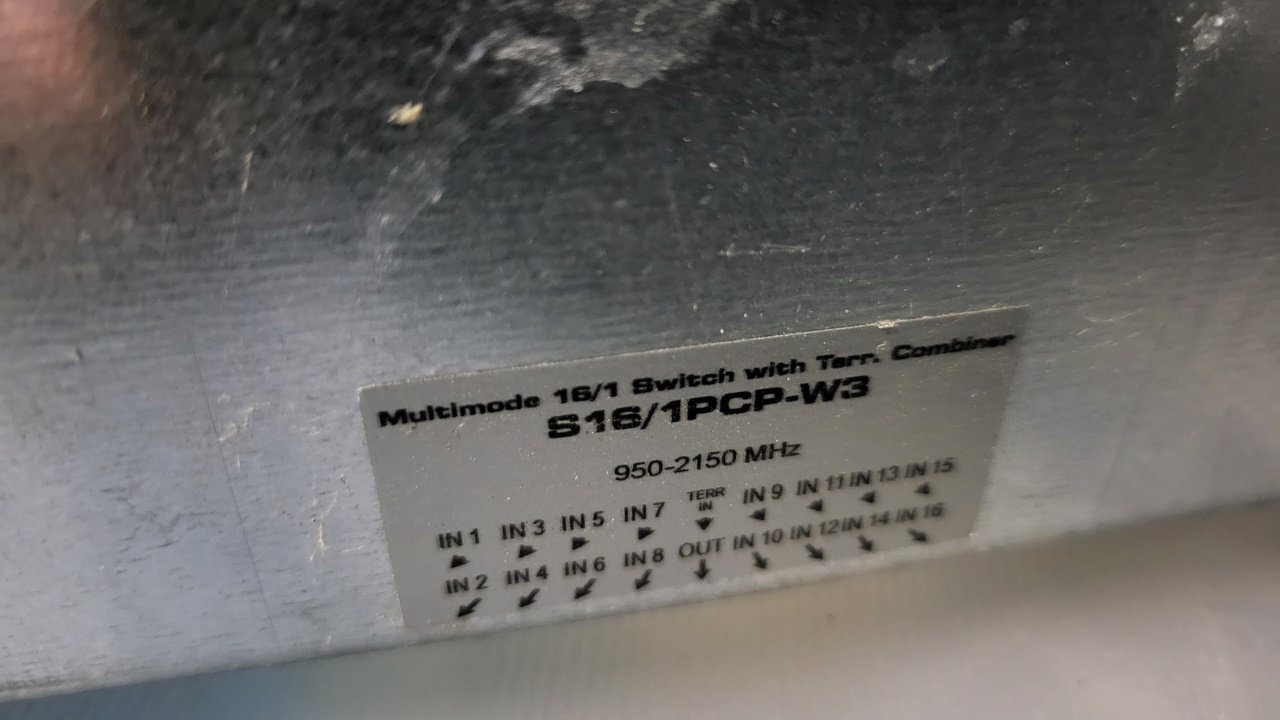 Multimode 16/1 Switch with Terr. Combiner
S16/1PCP-W3
950-2150 MHz
IN 1 IN 3 IN 5 IN 7 TERR IN IN 9 IN 11 IN 13 IN 15
IN 2 IN 4 IN 6 IN 8 OUT IN 10 IN 12 IN 14 IN 16